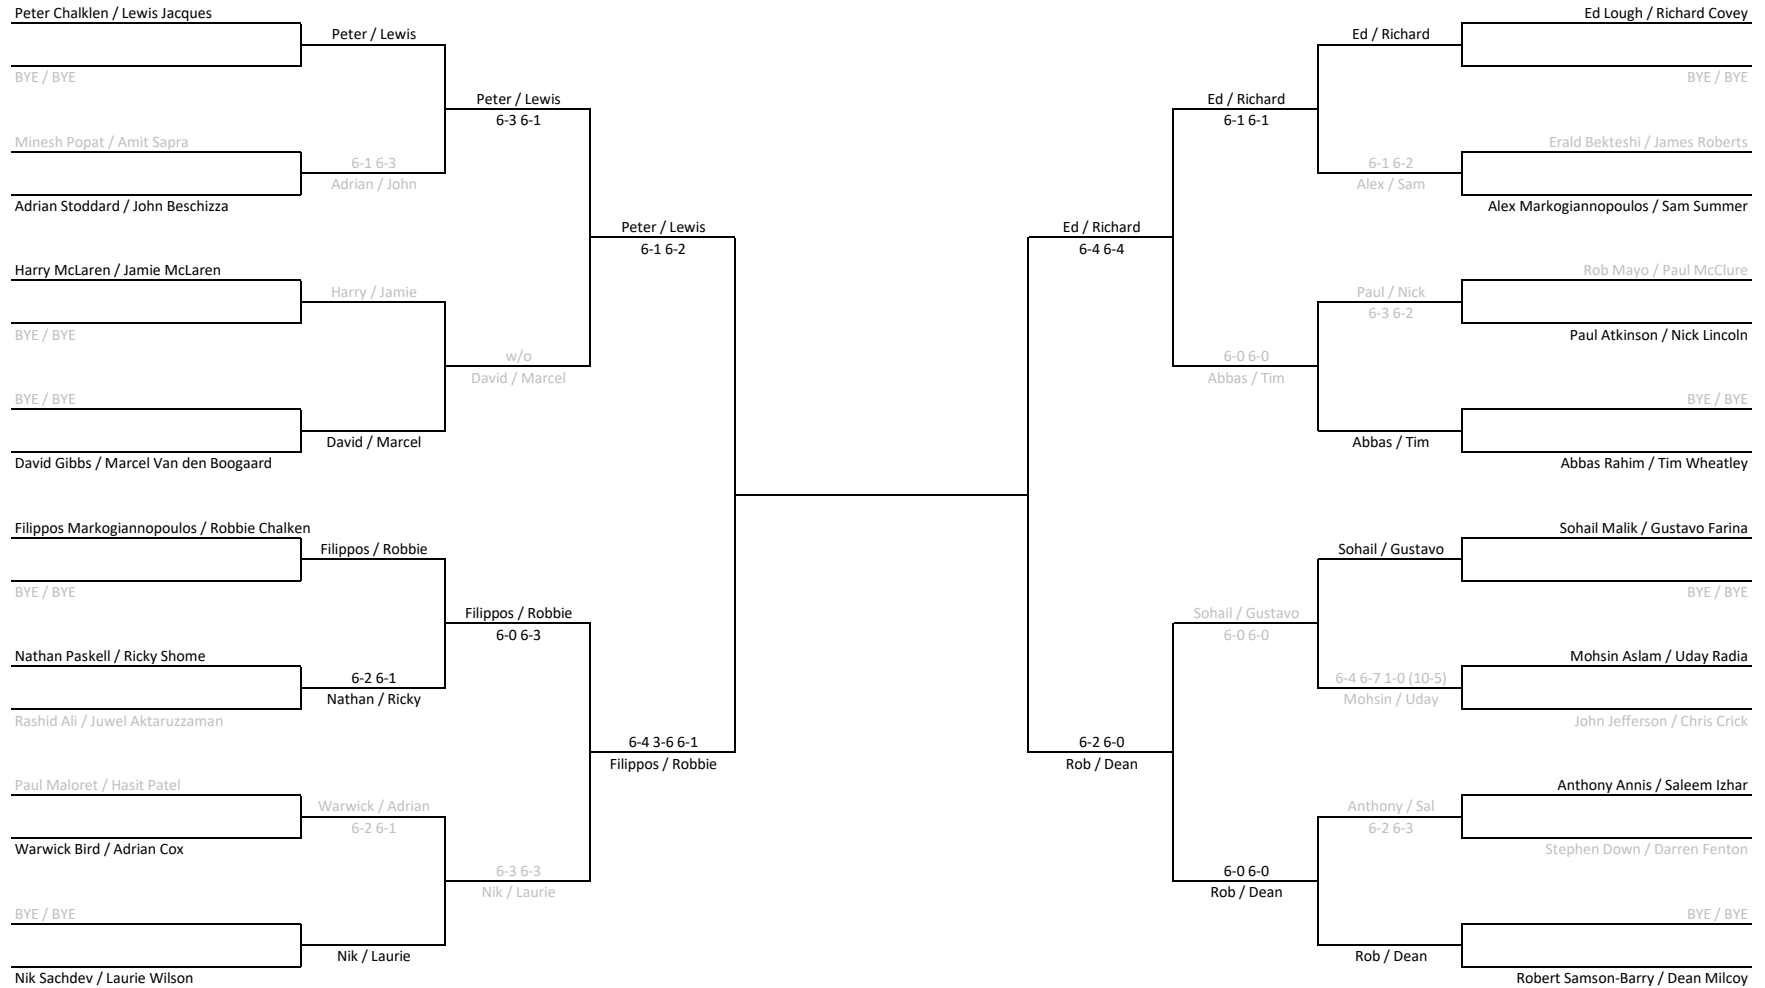 Peter Chalklen / Lewis Jacques
Peter / Lewis
BYE / BYE
Peter / Lewis
6-3 6-1
Minesh Popat / Amit Sapra
6-1 6-3
Adrian / John
Adrian Stoddard / John Beschizza
Peter / Lewis
6-1 6-2
Harry McLaren / Jamie McLaren
Harry / Jamie
BYE / BYE
w/o
David / Marcel
BYE / BYE
David / Marcel
David Gibbs / Marcel Van den Boogaard
Filippos Markogiannopoulos / Robbie Chalken
Filippos / Robbie
BYE / BYE
Filippos / Robbie
6-0 6-3
Nathan Paskell / Ricky Shome
6-2 6-1
Nathan / Ricky
Rashid Ali / Juwel Aktaruzzaman
6-4 3-6 6-1
Filippos / Robbie
Paul Maloret / Hasit Patel
Warwick / Adrian
6-2 6-1
Warwick Bird / Adrian Cox
6-3 6-3
Nik / Laurie
BYE / BYE
Nik / Laurie
Nik Sachdev / Laurie Wilson
Ed Lough / Richard Covey
Ed / Richard
BYE / BYE
Ed / Richard
6-1 6-1
Erald Bekteshi / James Roberts
6-1 6-2
Alex / Sam
Alex Markogiannopoulos / Sam Summer
Ed / Richard
6-4 6-4
Rob Mayo / Paul McClure
Paul / Nick
6-3 6-2
Paul Atkinson / Nick Lincoln
6-0 6-0
Abbas / Tim
BYE / BYE
Abbas / Tim
Abbas Rahim / Tim Wheatley
Sohail Malik / Gustavo Farina
Sohail / Gustavo
BYE / BYE
Sohail / Gustavo
6-0 6-0
Mohsin Aslam / Uday Radia
6-4 6-7 1-0 (10-5)
Mohsin / Uday
John Jefferson / Chris Crick
6-2 6-0
Rob / Dean
Anthony Annis / Saleem Izhar
Anthony / Sal
6-2 6-3
Stephen Down / Darren Fenton
6-0 6-0
Rob / Dean
BYE / BYE
Rob / Dean
Robert Samson-Barry / Dean Milcoy